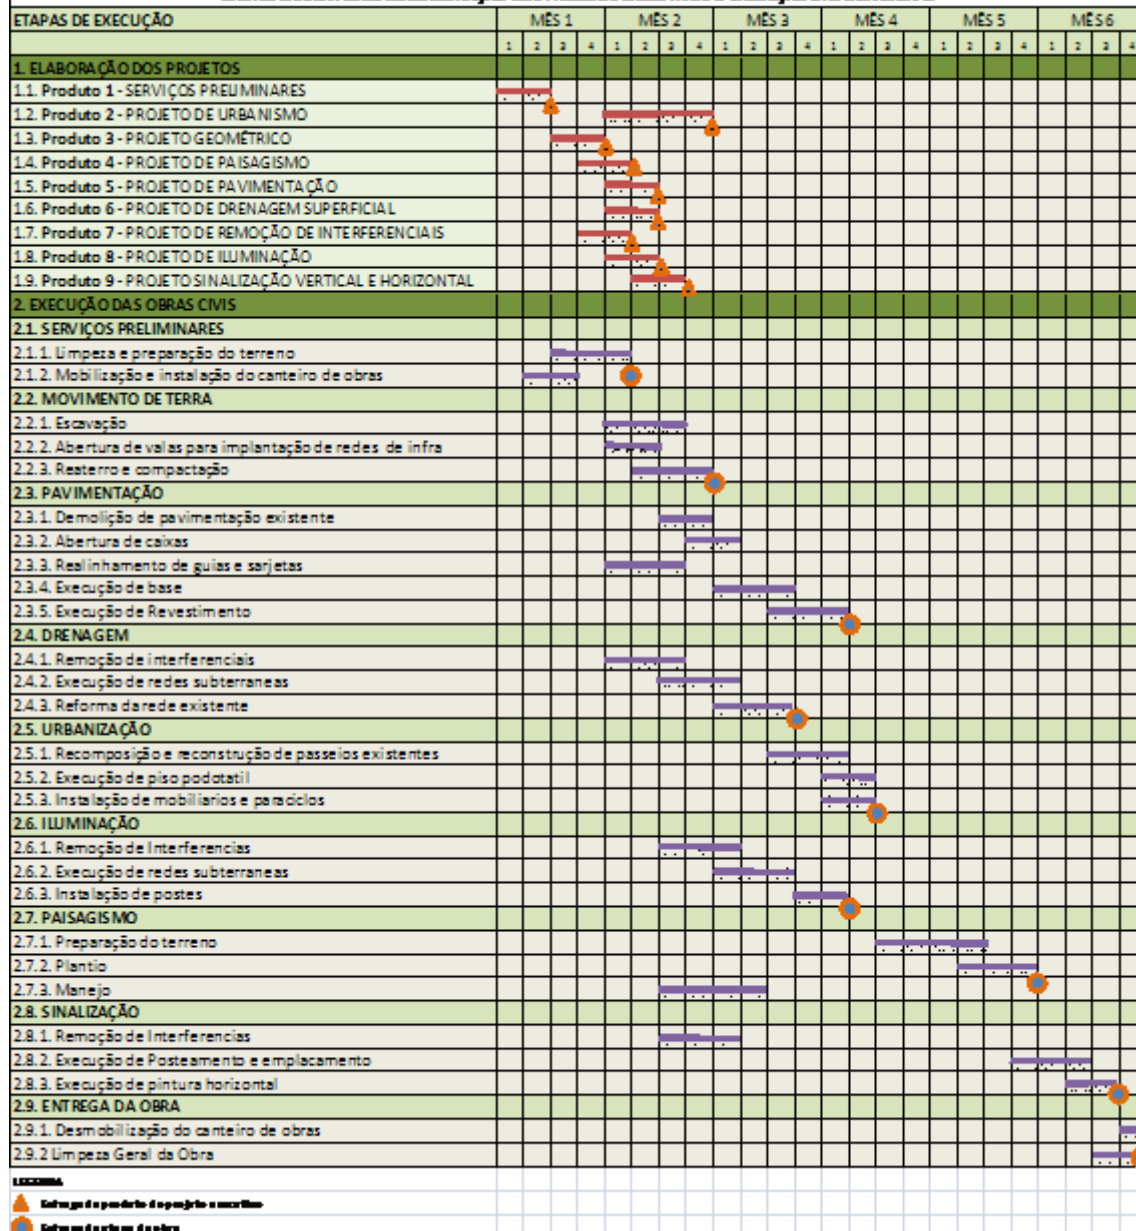 ETAPAS DE EXECUÇÃO MÊS 1 MÊS 2 MÊS 3 MÊS 4 MÊS 5 MÊS 6
1 2 3 4 1 2 3 4 1 2 3 4 1 2 3 4 1 2 3 4 1 2 3 4
1. ELABORAÇÃO DOS PROJETOS
1.1. Produto 1 - SERVIÇOS PRELIMINARES
1.2. Produto 2 - PROJETO DE URBANISMO
1.3. Produto 3 - PROJETO GEOMÉTRICO
1.4. Produto 4 - PROJETO DE PAISAGISMO
1.5. Produto 5 - PROJETO DE PAVIMENTAÇÃO
1.6. Produto 6 - PROJETO DE DRENAGEM SUPERFICIAL
1.7. Produto 7 - PROJETO DE REMOÇÃO DE INTERFERENCIAIS
1.8. Produto 8 - PROJETO DE ILUMINAÇÃO
1.9. Produto 9 - PROJETO SINALIZAÇÃO VERTICAL E HORIZONTAL
2. EXECUÇÃO DAS OBRAS CIVIS
2.1. SERVIÇOS PRELIMINARES
2.1.1. Limpeza e preparação do terreno
2.1.2. Mobilização e instalação do canteiro de obras
2.2. MOVIMENTO DE TERRA
2.2.1. Escavação
2.2.2. Abertura de valas para implantação de redes de infra
2.2.3. Reaterro e compactação
2.3. PAVIMENTAÇÃO
2.3.1. Demolição de pavimentação existente
2.3.2. Abertura de caixas
2.3.3. Realinhamento de guias e sarjetas
2.3.4. Execução de base
2.3.5. Execução de Revestimento
2.4. DRENAGEM
2.4.1. Remoção de interferenciais
2.4.2. Execução de redes subterraneas
2.4.3. Reforma da rede existente
2.5. URBANIZAÇÃO
2.5.1. Recomposição e reconstrução de passeios existentes
2.5.2. Execução de piso podotatil
2.5.3. Instalação de mobiliarios e paraciclos
2.6. ILUMINAÇÃO
2.6.1. Remoção de Interferencias
2.6.2. Execução de redes subterraneas
2.6.3. Instalação de postes
2.7. PAISAGISMO
2.7.1. Preparação do terreno
2.7.2. Plantio
2.7.3. Manejo
2.8. SINALIZAÇÃO
2.8.1. Remoção de Interferencias
2.8.2. Execução de Posteamento e emplacamento
2.8.3. Execução de pintura horizontal
2.9. ENTREGA DA OBRA
2.9.1. Desmobilização do canteiro de obras
2.9.2 Limpeza Geral da Obra
LEGENDA
Entrega de produto de projeto executivo
Entrega de etapa de obra